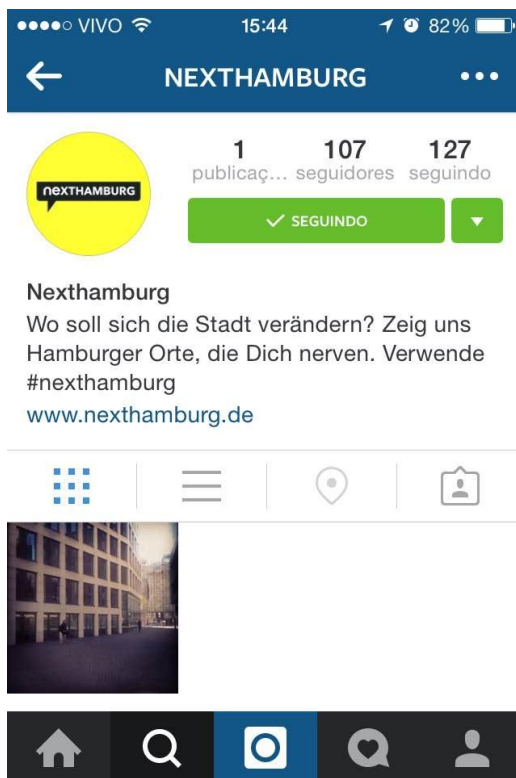 VIVO 15:44 82%
NEXTHAMBURG
1 107 127
publicaç... seguidores seguindo
nexthamburg
SEGUINDO
Nexthamburg
Wo soll sich die Stadt verändern? Zeig uns
Hamburger Orte, die Dich nerven. Verwende
#nexthamburg
www.nexthamburg.de